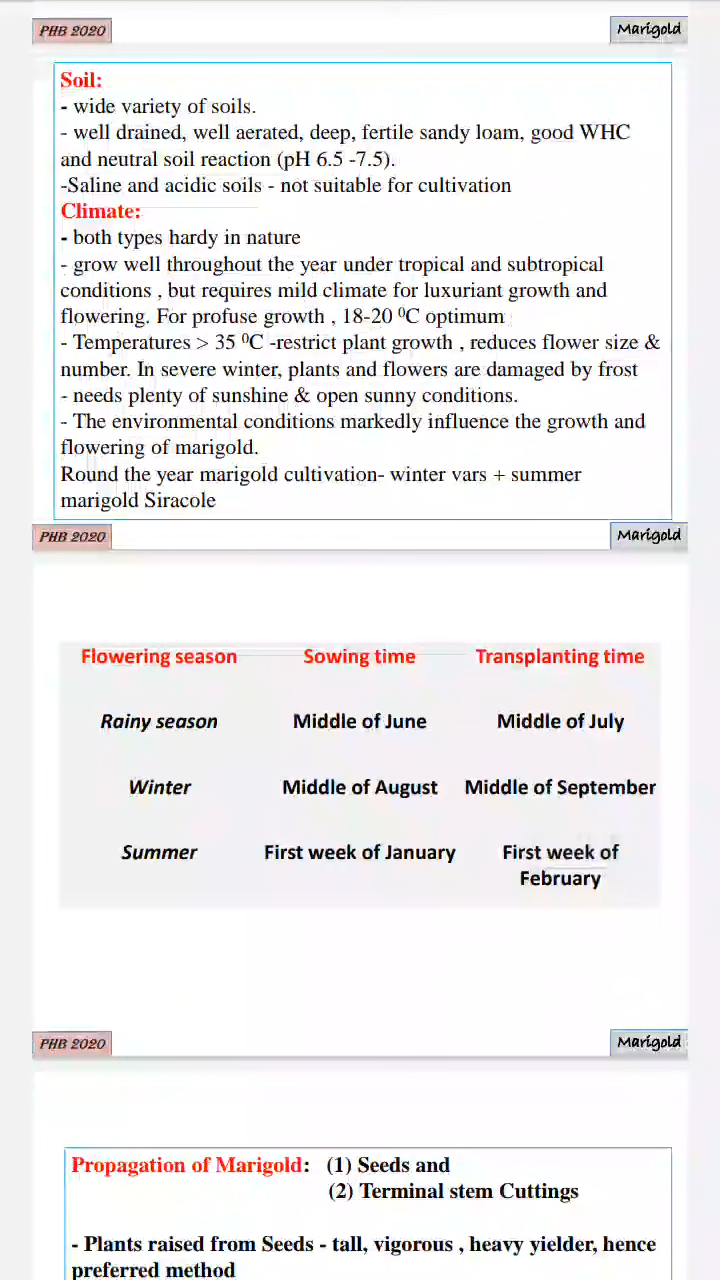 PHB 2020
Marigold
Soil:
- wide variety of soils.
- well drained, well aerated, deep, fertile sandy loam, good WHC
and neutral soil reaction (pH 6.5 -7.5).
-Saline and acidic soils - not suitable for cultivation
Climate:
- both types hardy in nature
- grow well throughout the year under tropical and subtropical
conditions , but requires mild climate for luxuriant growth and
flowering. For profuse growth , 18-20 ⁰C optimum
- Temperatures > 35 ⁰C -restrict plant growth , reduces flower size &
number. In severe winter, plants and flowers are damaged by frost
- needs plenty of sunshine & open sunny conditions.
- The environmental conditions markedly influence the growth and
flowering of marigold.
Round the year marigold cultivation- winter vars + summer
marigold Siracole
PHB 2020
Marigold
Flowering season Sowing time Transplanting time
Rainy season Middle of June Middle of July
Winter Middle of August Middle of September
Summer First week of January First week of
February
PHB 2020
Marigold
Propagation of Marigold: (1) Seeds and
(2) Terminal stem Cuttings
- Plants raised from Seeds - tall, vigorous , heavy yielder, hence
preferred method